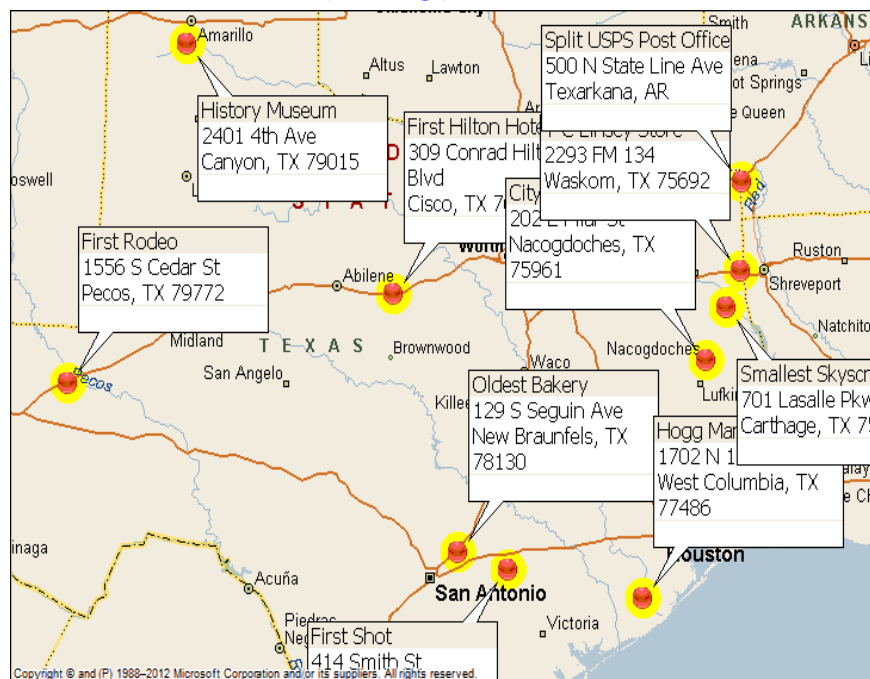 Amarillo
Altus
Lawton
Smith
ARKANS
Split USPS Post Office
500 N State Line Ave
Texarkana, AR
History Museum
2401 4th Ave
Canyon, TX 79015
First Hilton Hote
309 Conrad Hilt
Blvd
Cisco, TX
2293 FM 134
Waskom, TX 75692
ot Springs
e Queen
oswell
City
Nacogdoches, TX
75961
First Rodeo
1556 S Cedar St
Pecos, TX 79772
Abilene
Ruston
Shreveport
Midland
TEXAS
Brownwood
Nacogdoches
Natchito
Pecos
San Angelo
Waco
Killee
Lufki
Oldest Bakery
129 S Seguin Ave
New Braunfels, TX
78130
Smallest Skyscr
701 Lasalle Pkw
Carthage, TX 75
Hogg Man
1702 N 1
West Columbia, TX
77486
e Ch
inaga
Acuña
San Antonio
Houston
Victoria
Piedras
Neg
First Shot
414 Smith St
Copyright © and (P) 1988–2012 Microsoft Corporation and/or its suppliers. All rights reserved.